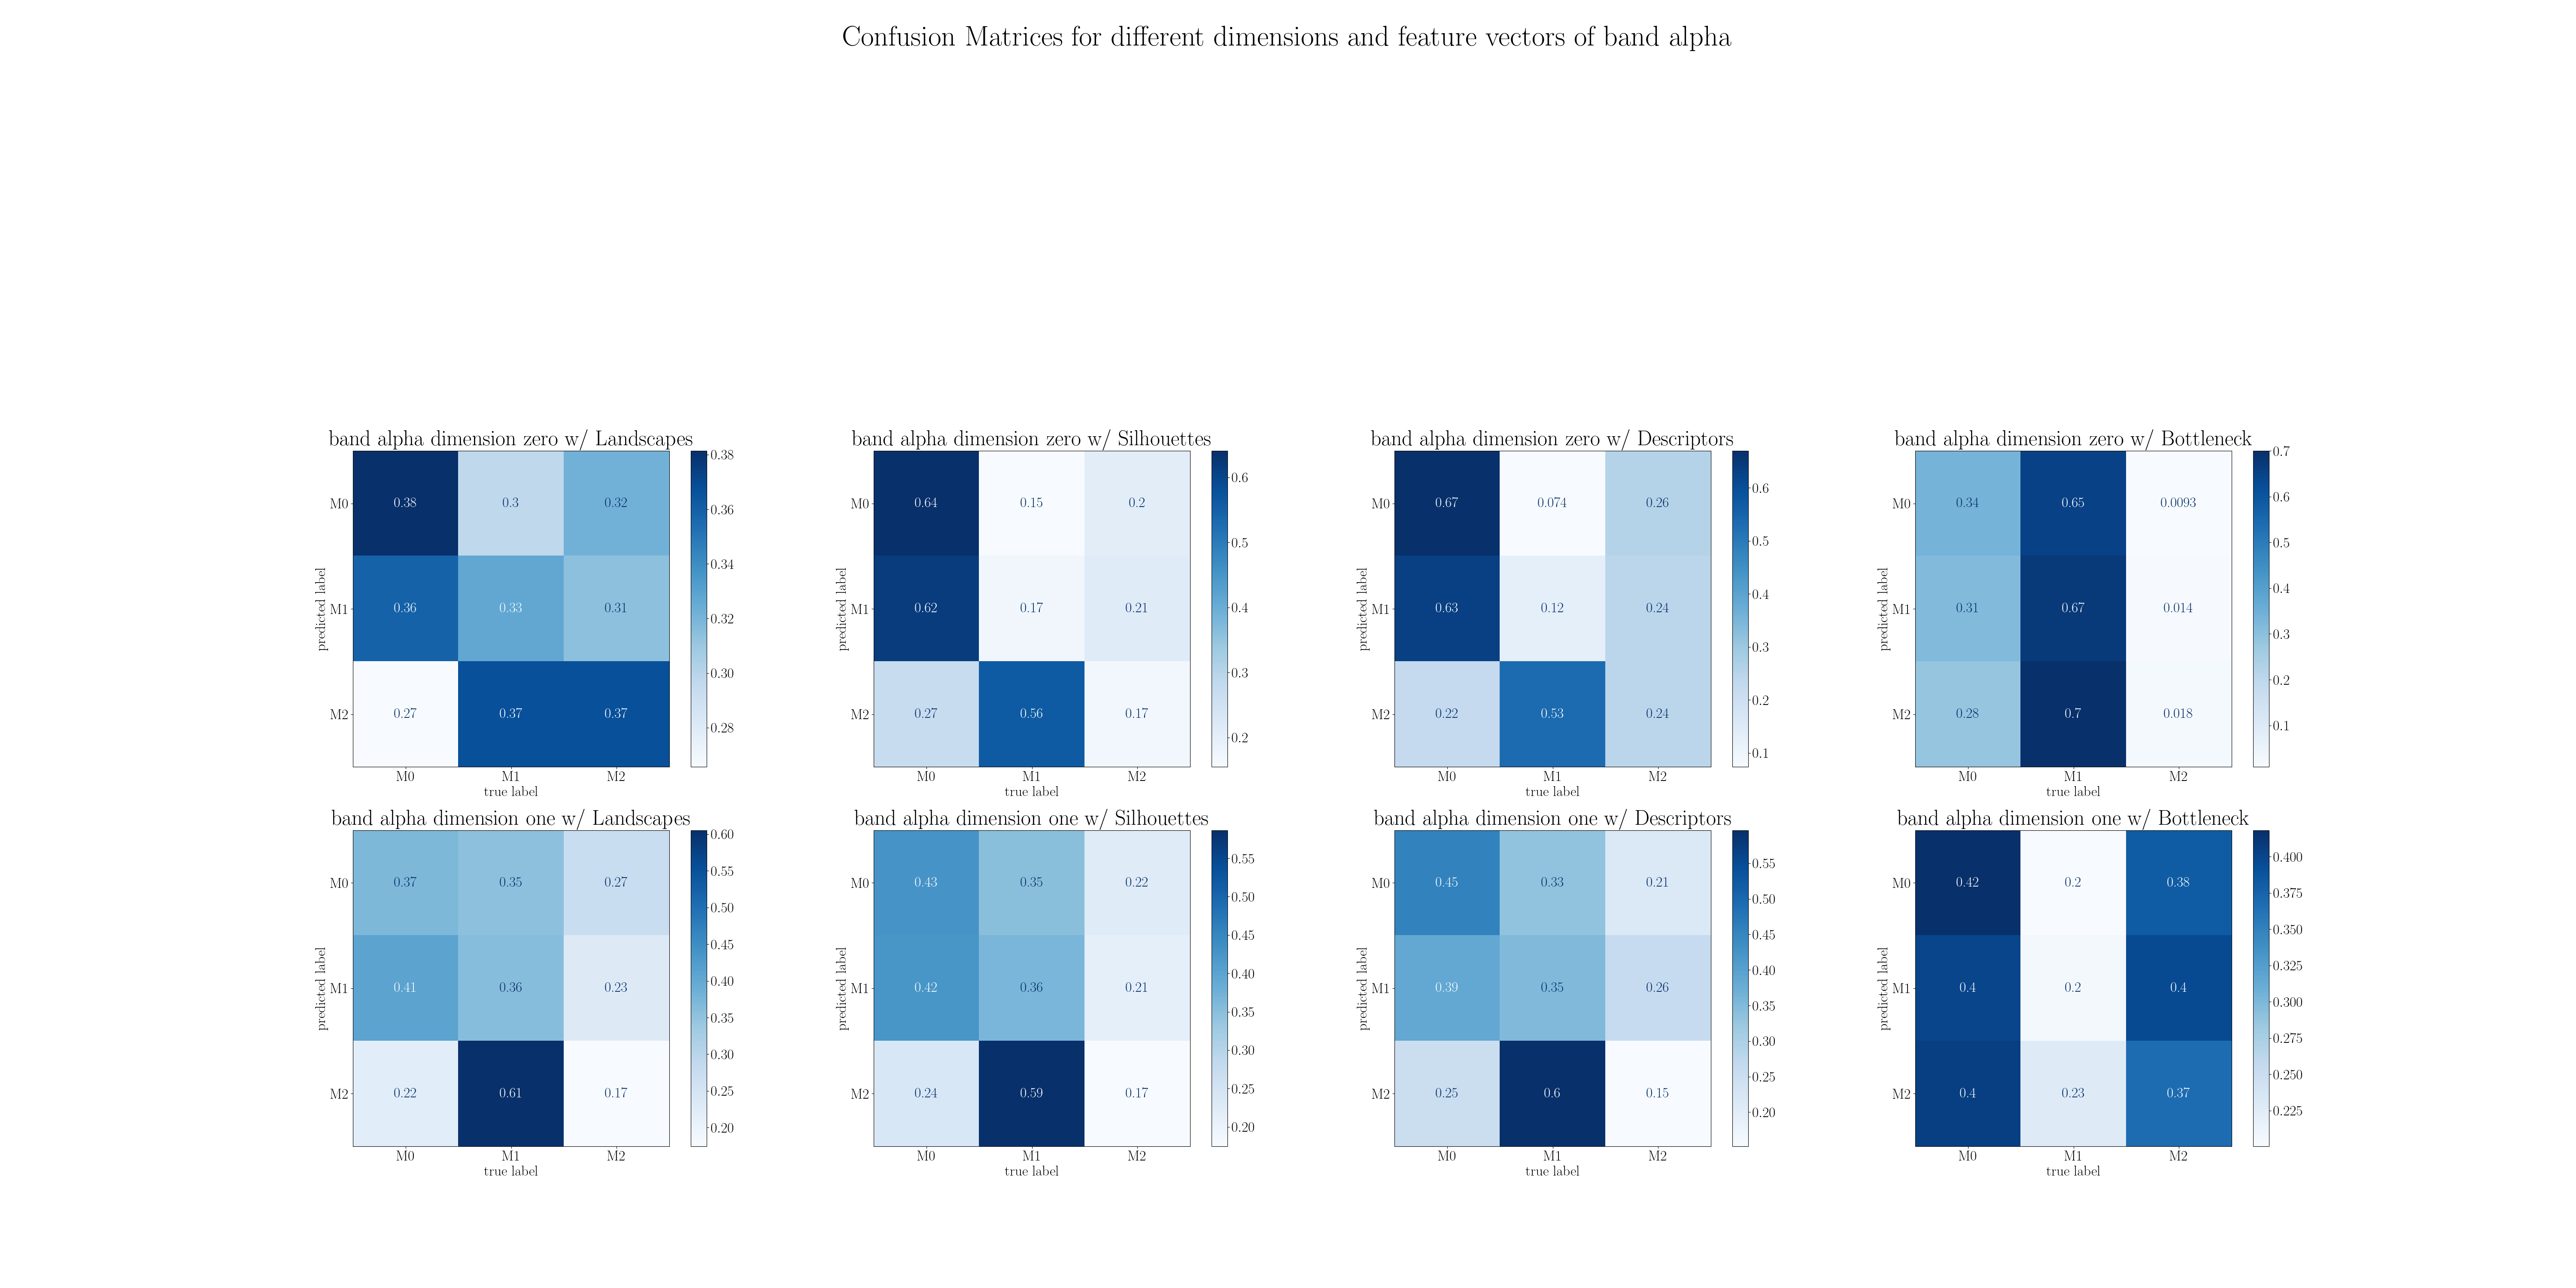 Confusion Matrices for different dimensions and feature vectors of band alpha
band alpha dimension zero w/ Landscapes
predicted label
M0 0.38 0.3 0.32
M1 0.36 0.33 0.31
M2 0.27 0.37 0.37
M0 M1 M2
true label
0.38
0.36
0.34
0.32
0.30
0.28
band alpha dimension zero w/ Silhouettes
predicted label
M0 0.64 0.15 0.2
M1 0.62 0.17 0.21
M2 0.27 0.56 0.17
M0 M1 M2
true label
0.6
0.5
0.4
0.3
0.2
band alpha dimension zero w/ Descriptors
predicted label
M0 0.67 0.074 0.26
M1 0.63 0.12 0.24
M2 0.22 0.53 0.24
M0 M1 M2
true label
0.6
0.5
0.4
0.3
0.2
0.1
band alpha dimension zero w/ Bottleneck
predicted label
M0 0.34 0.65 0.0093
M1 0.31 0.67 0.014
M2 0.28 0.7 0.018
M0 M1 M2
true label
0.7
0.6
0.5
0.4
0.3
0.2
0.1
band alpha dimension one w/ Landscapes
predicted label
M0 0.37 0.35 0.27
M1 0.41 0.36 0.23
M2 0.22 0.61 0.17
M0 M1 M2
true label
0.60
0.55
0.50
0.45
0.40
0.35
0.30
0.25
0.20
band alpha dimension one w/ Silhouettes
predicted label
M0 0.43 0.35 0.22
M1 0.42 0.36 0.21
M2 0.24 0.59 0.17
M0 M1 M2
true label
0.55
0.50
0.45
0.40
0.35
0.30
0.25
0.20
band alpha dimension one w/ Descriptors
predicted label
M0 0.45 0.33 0.21
M1 0.39 0.35 0.26
M2 0.25 0.6 0.15
M0 M1 M2
true label
0.55
0.50
0.45
0.40
0.35
0.30
0.25
0.20
band alpha dimension one w/ Bottleneck
predicted label
M0 0.42 0.2 0.38
M1 0.4 0.2 0.4
M2 0.4 0.23 0.37
M0 M1 M2
true label
0.400
0.375
0.350
0.325
0.300
0.275
0.250
0.225